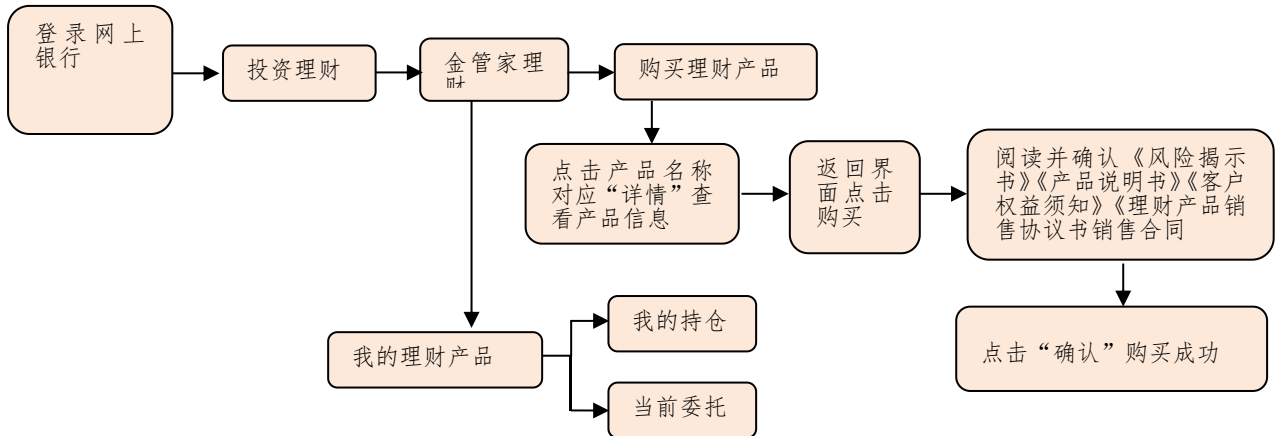 登录网上
银行
投资理财
金管家理
购买理财产品
点击产品名称
对应“详情”查
看产品信息
返回界
面点击
购买
阅读并确认《风险揭示
书》《产品说明书》《客户
权益须知》《理财产品销
售协议书销售合同
点击“确认”购买成功
我的理财产品
我的持仓
当前委托